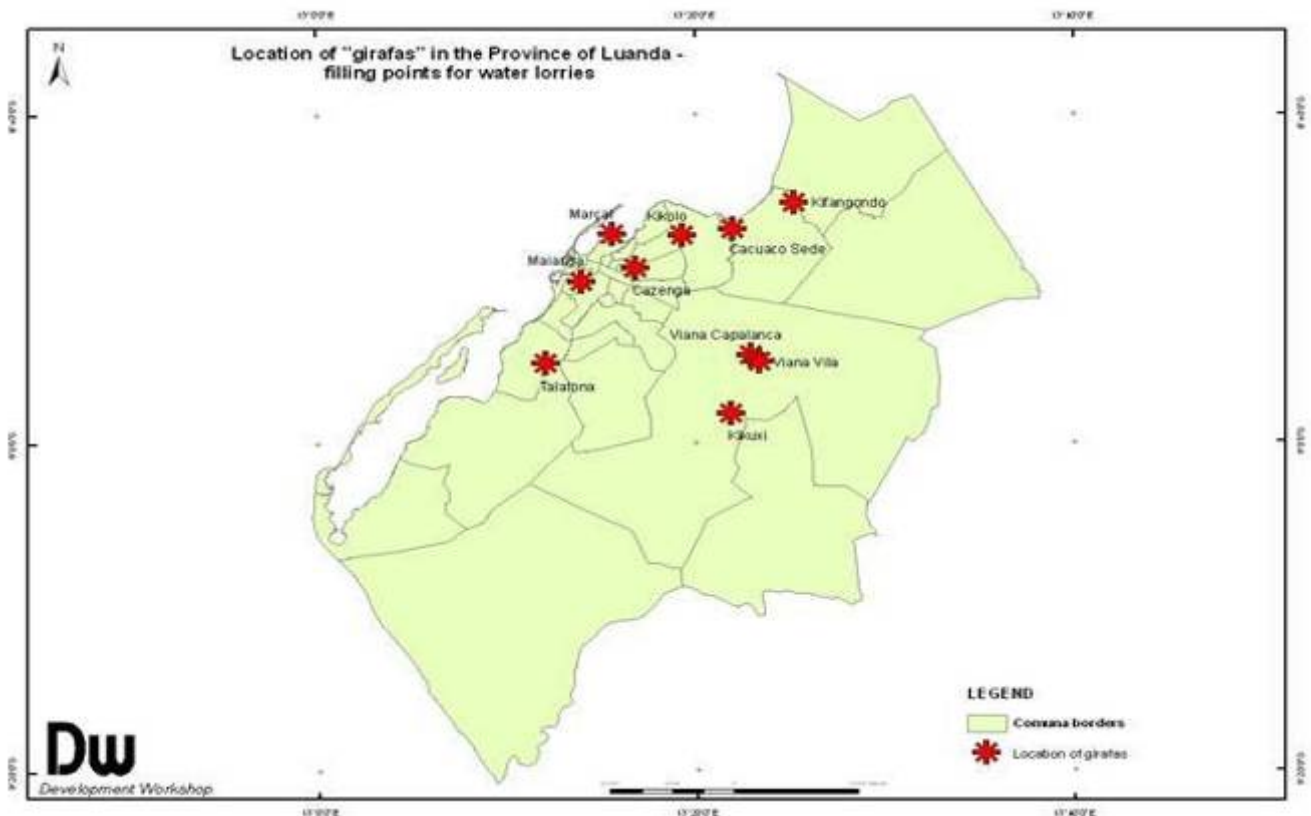 N
Location of "girafas" in the Province of Luanda -
filling points for water lorries
Kifangondo
Marçal
Kikolo
Cacuaco Sede
Cazenga
Viana Capalanca
Viana Vila
Talatona
Kikuxi
LEGEND
Comuna borders
Location of girafas
Dw
Development Workshop